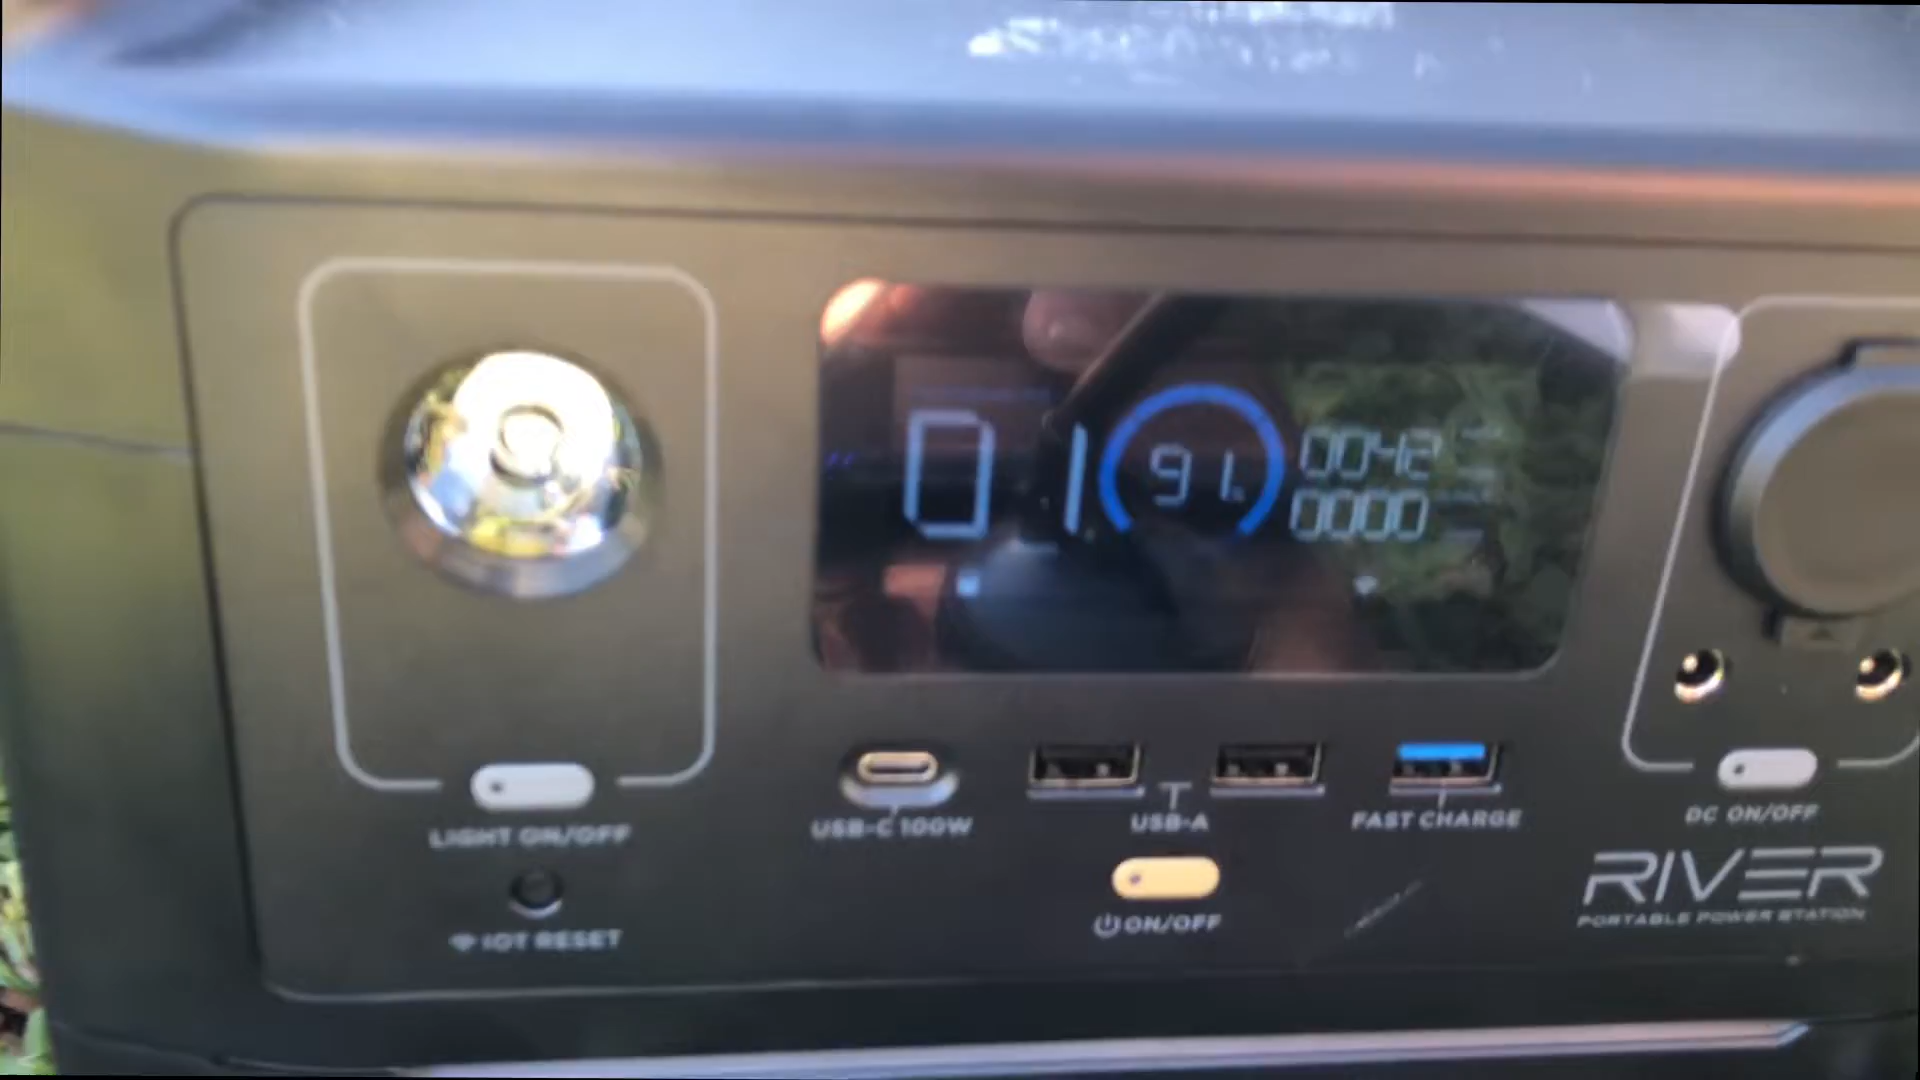 01
91%
0042
0000
LIGHT ON/OFF
IOT RESET
USB-C 100W
USB-A
FAST CHARGE
ON/OFF
DC ON/OFF
RIVER
PORTABLE POWER STATION